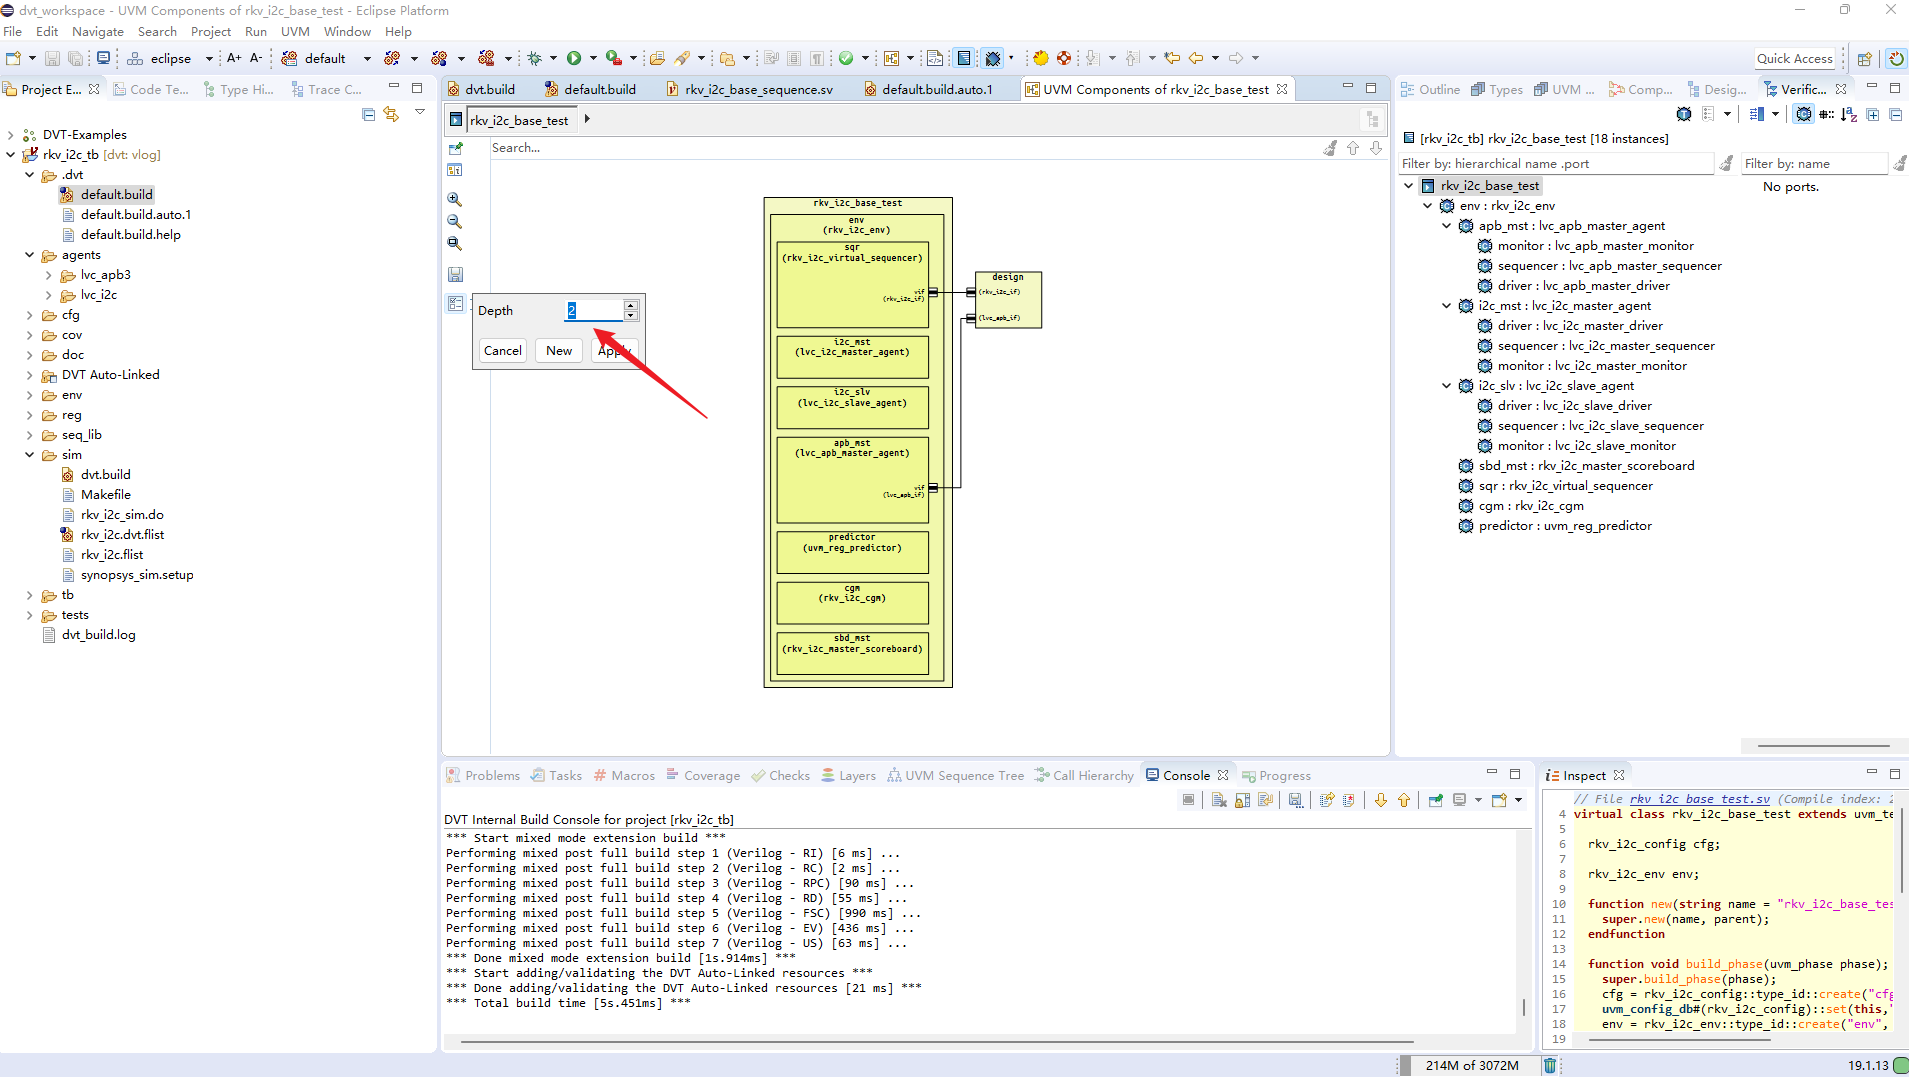 dvt_workspace - UVM Components of rkv_i2c_base_test - Eclipse Platform
File Edit Navigate Search Project Run UVM Window Help
eclipse A+ A- default Quick Access
Project E... Code Te... Type Hi... Trace C...
DVT-Examples
rkv_i2c_tb [dvt: vlog]
.dvt
default.build
default.build.auto.1
default.build.help
agents
lvc_apb3
lvc_i2c
cfg
cov
doc
DVT Auto-Linked
env
reg
seq_lib
sim
dvt.build
Makefile
rkv_i2c_sim.do
rkv_i2c.dvt.flist
rkv_i2c.flist
synopsys_sim.setup
tb
tests
dvt_build.log
dvt.build default.build rkv_i2c_base_sequence.sv default.build.auto.1 UVM Components of rkv_i2c_base_test
rkv_i2c_base_test
Search...
Depth 2
Cancel New Apply
rkv_i2c_base_test
env
(rkv_i2c_env)
sqr
(rkv_i2c_virtual_sequencer)
vif
(rkv_i2c_if)
i2c_mst
(lvc_i2c_master_agent)
i2c_slv
(lvc_i2c_slave_agent)
apb_mst
(lvc_apb_master_agent)
vif
(lvc_apb_if)
predictor
(uvm_reg_predictor)
cgm
(rkv_i2c_cgm)
sbd_mst
(rkv_i2c_master_scoreboard)
design
(rkv_i2c_if)
(lvc_apb_if)
Outline Types UVM ... Comp... Desig... Verific...
[rkv_i2c_tb] rkv_i2c_base_test [18 instances]
Filter by: hierarchical name .port Filter by: name
No ports.
rkv_i2c_base_test
env : rkv_i2c_env
apb_mst : lvc_apb_master_agent
monitor : lvc_apb_master_monitor
sequencer : lvc_apb_master_sequencer
driver : lvc_apb_master_driver
i2c_mst : lvc_i2c_master_agent
driver : lvc_i2c_master_driver
sequencer : lvc_i2c_master_sequencer
monitor : lvc_i2c_master_monitor
i2c_slv : lvc_i2c_slave_agent
driver : lvc_i2c_slave_driver
sequencer : lvc_i2c_slave_sequencer
monitor : lvc_i2c_slave_monitor
sbd_mst : rkv_i2c_master_scoreboard
sqr : rkv_i2c_virtual_sequencer
cgm : rkv_i2c_cgm
predictor : uvm_reg_predictor
Problems Tasks Macros Coverage Checks Layers UVM Sequence Tree Call Hierarchy Console Progress
DVT Internal Build Console for project [rkv_i2c_tb]
*** Start mixed mode extension build ***
Performing mixed post full build step 1 (Verilog - RI) [6 ms] ...
Performing mixed post full build step 2 (Verilog - RC) [2 ms] ...
Performing mixed post full build step 3 (Verilog - RPC) [90 ms] ...
Performing mixed post full build step 4 (Verilog - RD) [55 ms] ...
Performing mixed post full build step 5 (Verilog - FSC) [990 ms] ...
Performing mixed post full build step 6 (Verilog - EV) [436 ms] ...
Performing mixed post full build step 7 (Verilog - US) [63 ms] ...
*** Done mixed mode extension build [1s.914ms] ***
*** Start adding/validating the DVT Auto-Linked resources ***
*** Done adding/validating the DVT Auto-Linked resources [21 ms] ***
*** Total build time [5s.451ms] ***
Inspect
// File rkv_i2c_base_test.sv (Compile index: 2
4 virtual class rkv_i2c_base_test extends uvm_te
5
6 rkv_i2c_config cfg;
7
8 rkv_i2c_env env;
9
10 function new(string name = "rkv_i2c_base_tes
11 super.new(name, parent);
12 endfunction
13
14 function void build_phase(uvm_phase phase);
15 super.build_phase(phase);
16 cfg = rkv_i2c_config::type_id::create("cfg
17 uvm_config_db#(rkv_i2c_config)::set(this,"
18 env = rkv_i2c_env::type_id::create("env",
19
214M of 3072M
19.1.13